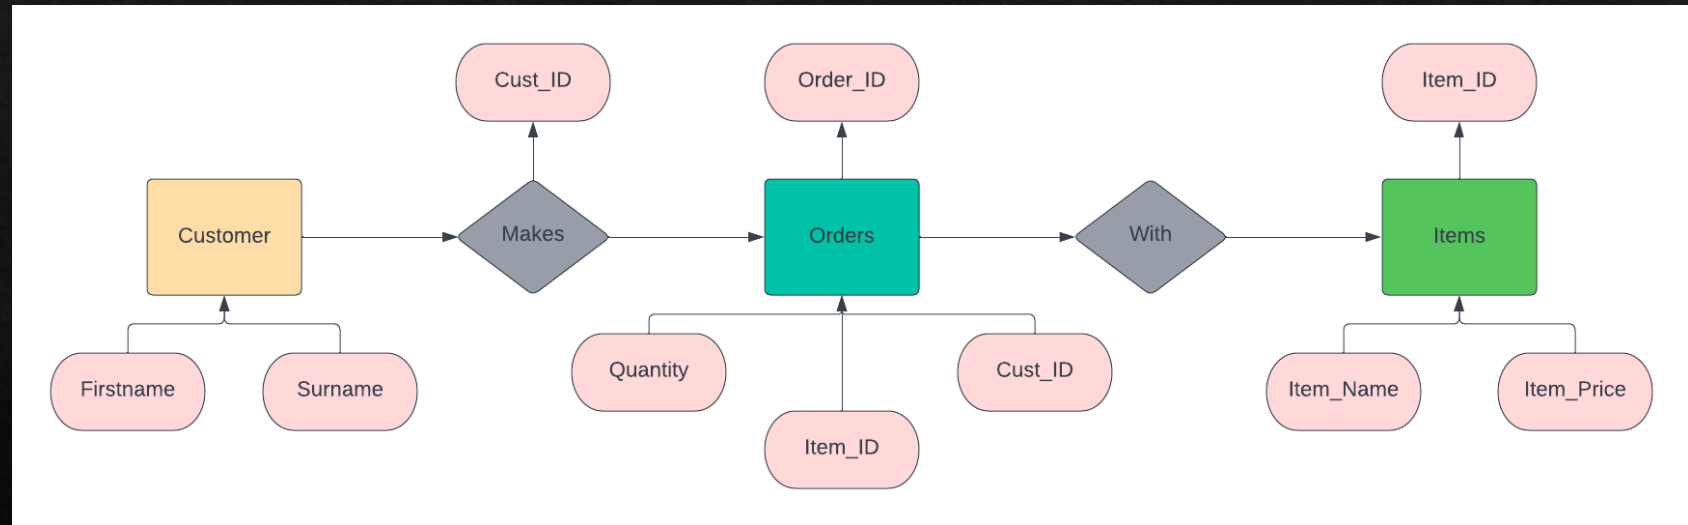 Cust_ID
Order_ID
Item_ID
Customer
Makes
Orders
With
Items
Firstname
Surname
Quantity
Cust_ID
Item_Name
Item_Price
Item_ID